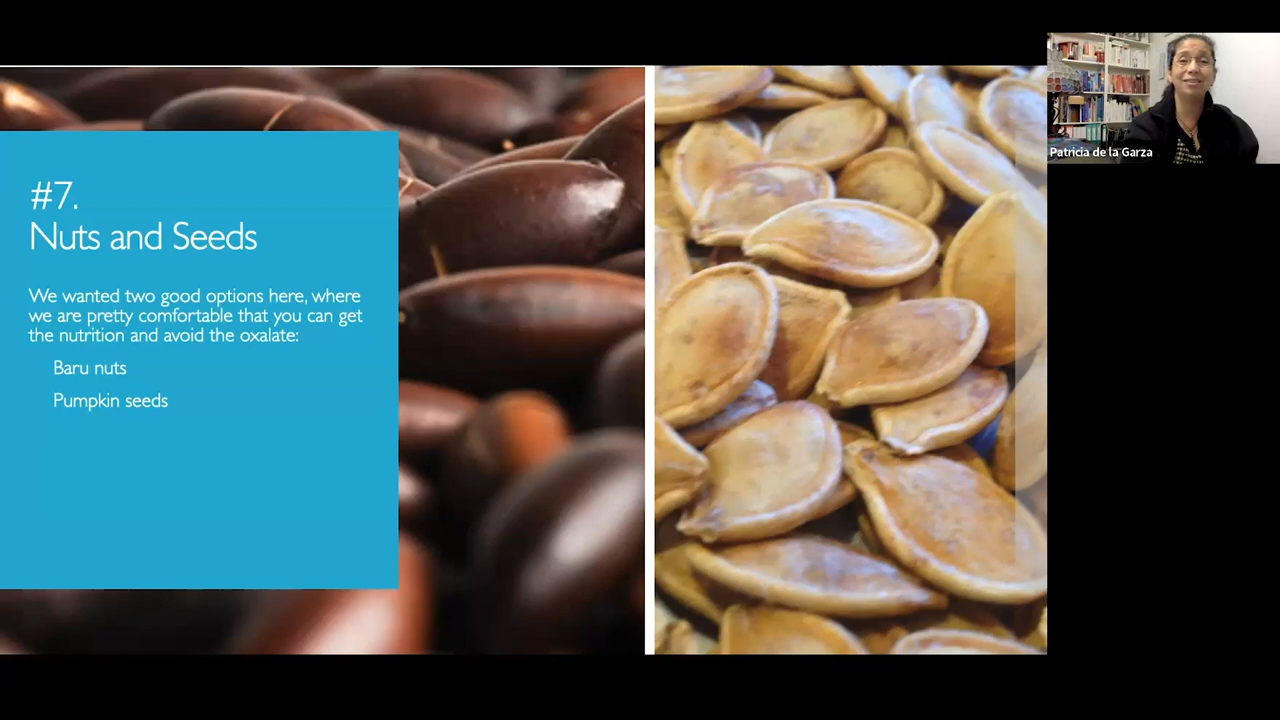 #7.
Nuts and Seeds
We wanted two good options here, where
we are pretty comfortable that you can get
the nutrition and avoid the oxalate:
Baru nuts
Pumpkin seeds
Patricia de la Garza